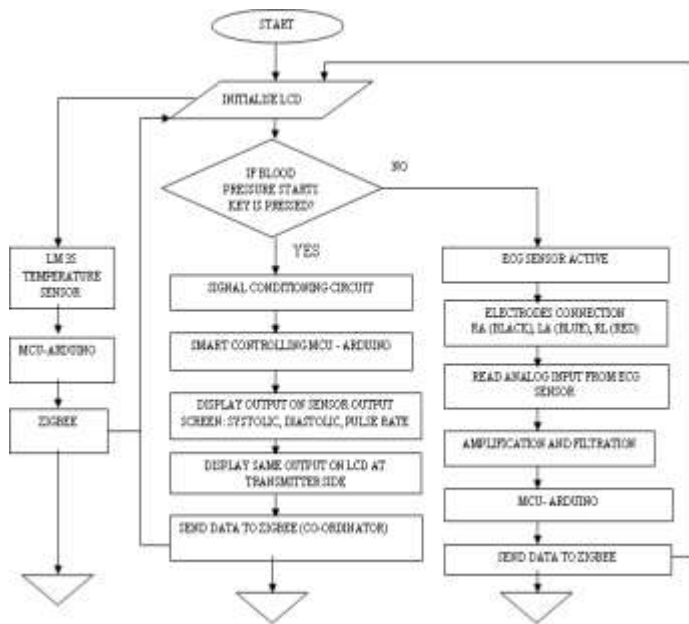 START
INITIALISE LCD
IF BLOOD
PRESSURE STARTS
KEY IS PRESSED?
NO
YES
LM 35
TEMPERATURE
SENSOR
MCU-ARDUINO
ZIGBEE
SIGNAL CONDITIONING CIRCUIT
SMART CONTROLLING MCU - ARDUINO
DISPLAY OUTPUT ON SENSOR OUTPUT
SCREEN: SYSTOLIC, DIASTOLIC, PULSE RATE
DISPLAY SAME OUTPUT ON LCD AT
TRANSMITTER SIDE
SEND DATA TO ZIGBEE (CO-ORDINATOR)
ECG SENSOR ACTIVE
ELECTRODES CONNECTION
RA (BLACK), LA (BLUE), RL (RED)
READ ANALOG INPUT FROM ECG
SENSOR
AMPLIFICATION AND FILTRATION
MCU- ARDUINO
SEND DATA TO ZIGBEE